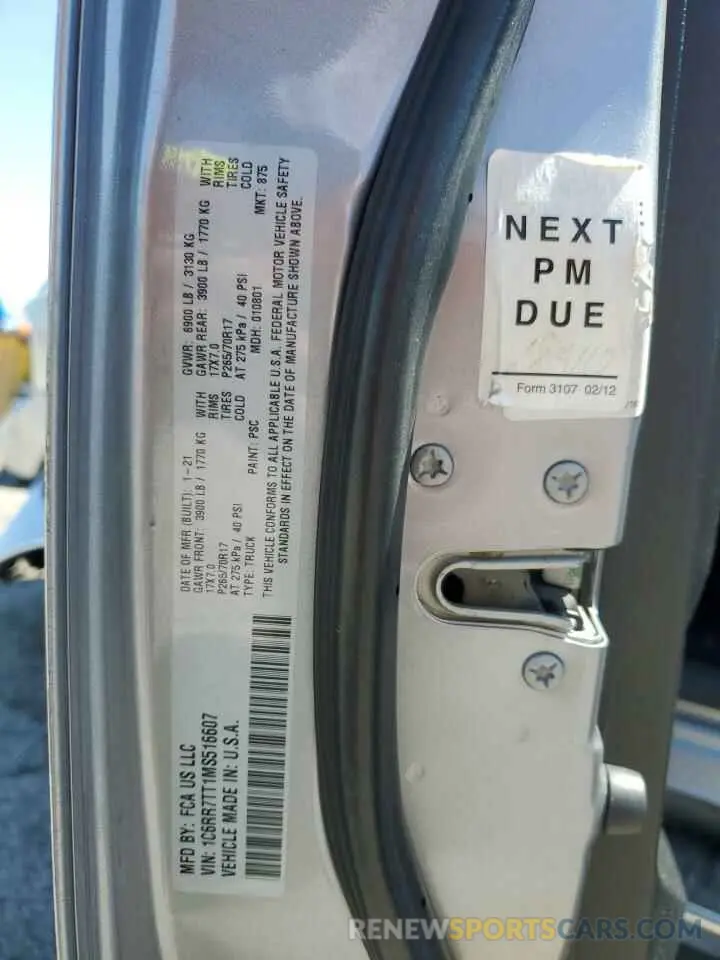 MFD BY: FCA US LLC
VIN: 1C6RR7TT1MS516607
VEHICLE MADE IN: U.S.A.
DATE OF MFR (BUILT): 1-21
GAWR FRONT: 3900 LB / 1770 KG WITH
17X7.0 RIMS
P265/70R17 TIRES
AT 275 kPa / 40 PSI COLD
TYPE: TRUCK PAINT: PSC
GVWR: 6900 LB / 3130 KG
GAWR REAR: 3900 LB / 1770 KG WITH
17X7.0 RIMS
P265/70R17 TIRES
AT 275 kPa / 40 PSI COLD
MDH: 010801 MKT: 875
THIS VEHICLE CONFORMS TO ALL APPLICABLE U.S.A. FEDERAL MOTOR VEHICLE SAFETY
STANDARDS IN EFFECT ON THE DATE OF MANUFACTURE SHOWN ABOVE.
NEXT
PM
DUE
Form 3107 02/12
RENEWSPORTSCARS.COM